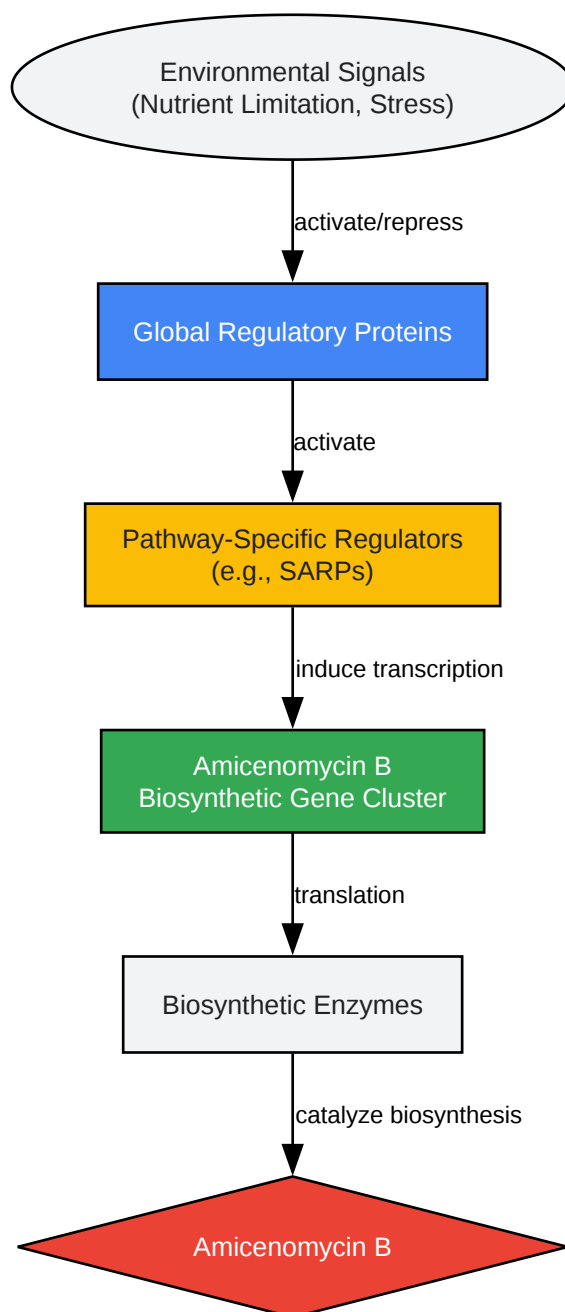 Environmental Signals
(Nutrient Limitation, Stress)
activate/repress
Global Regulatory Proteins
activate
Pathway-Specific Regulators
(e.g., SARPs)
induce transcription
Amicenomycin B
Biosynthetic Gene Cluster
translation
Biosynthetic Enzymes
catalyze biosynthesis
Amicenomycin B